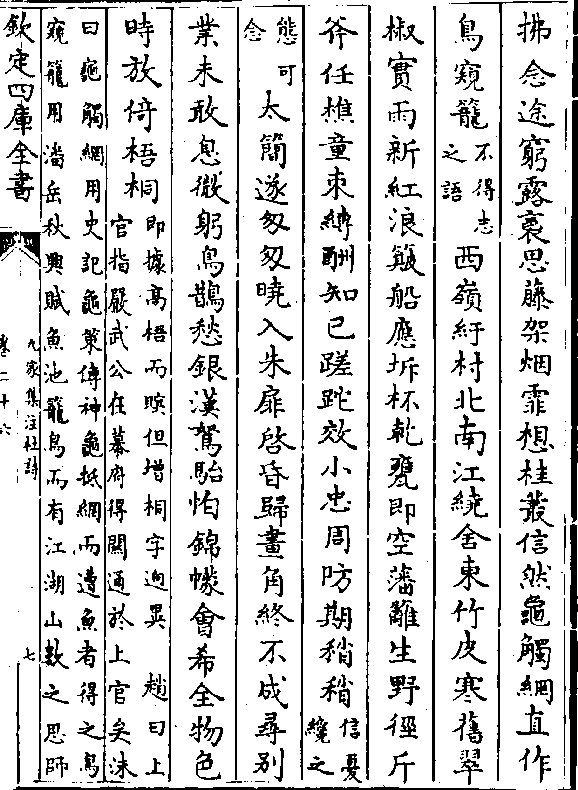 拂念途窮露裛思藤架烟霏想桂叢信然龜觸網直作
鳥窺籠
不得志
之語
西嶺紆村北南江繞舍東竹皮寒舊翠
椒實雨新紅浪簸船應坼杯乾甕即空藩籬生野徑斤
斧任樵童束縛酬知已蹉跎效小忠周防期稍稍
信憂
纔之
態可
念
太簡遂匆匆曉入朱扉啓昏歸畫角終不成尋別
業未敢息微躬烏鵲愁銀漢駑駘怕錦幪會希全物色
時放倚梧桐
即據高梧而暝但增桐字逈異　趙曰上
官指嚴武公在幕府得關通於上官矣洙
曰龜觸網用史記龜筴傳神龜抵網而遭魚者得之鳥
窺籠用潘岳秋興賦魚池籠鳥而有江湖山藪之思師
欽定四庫全書
九家集注杜詩
卷二十六
七